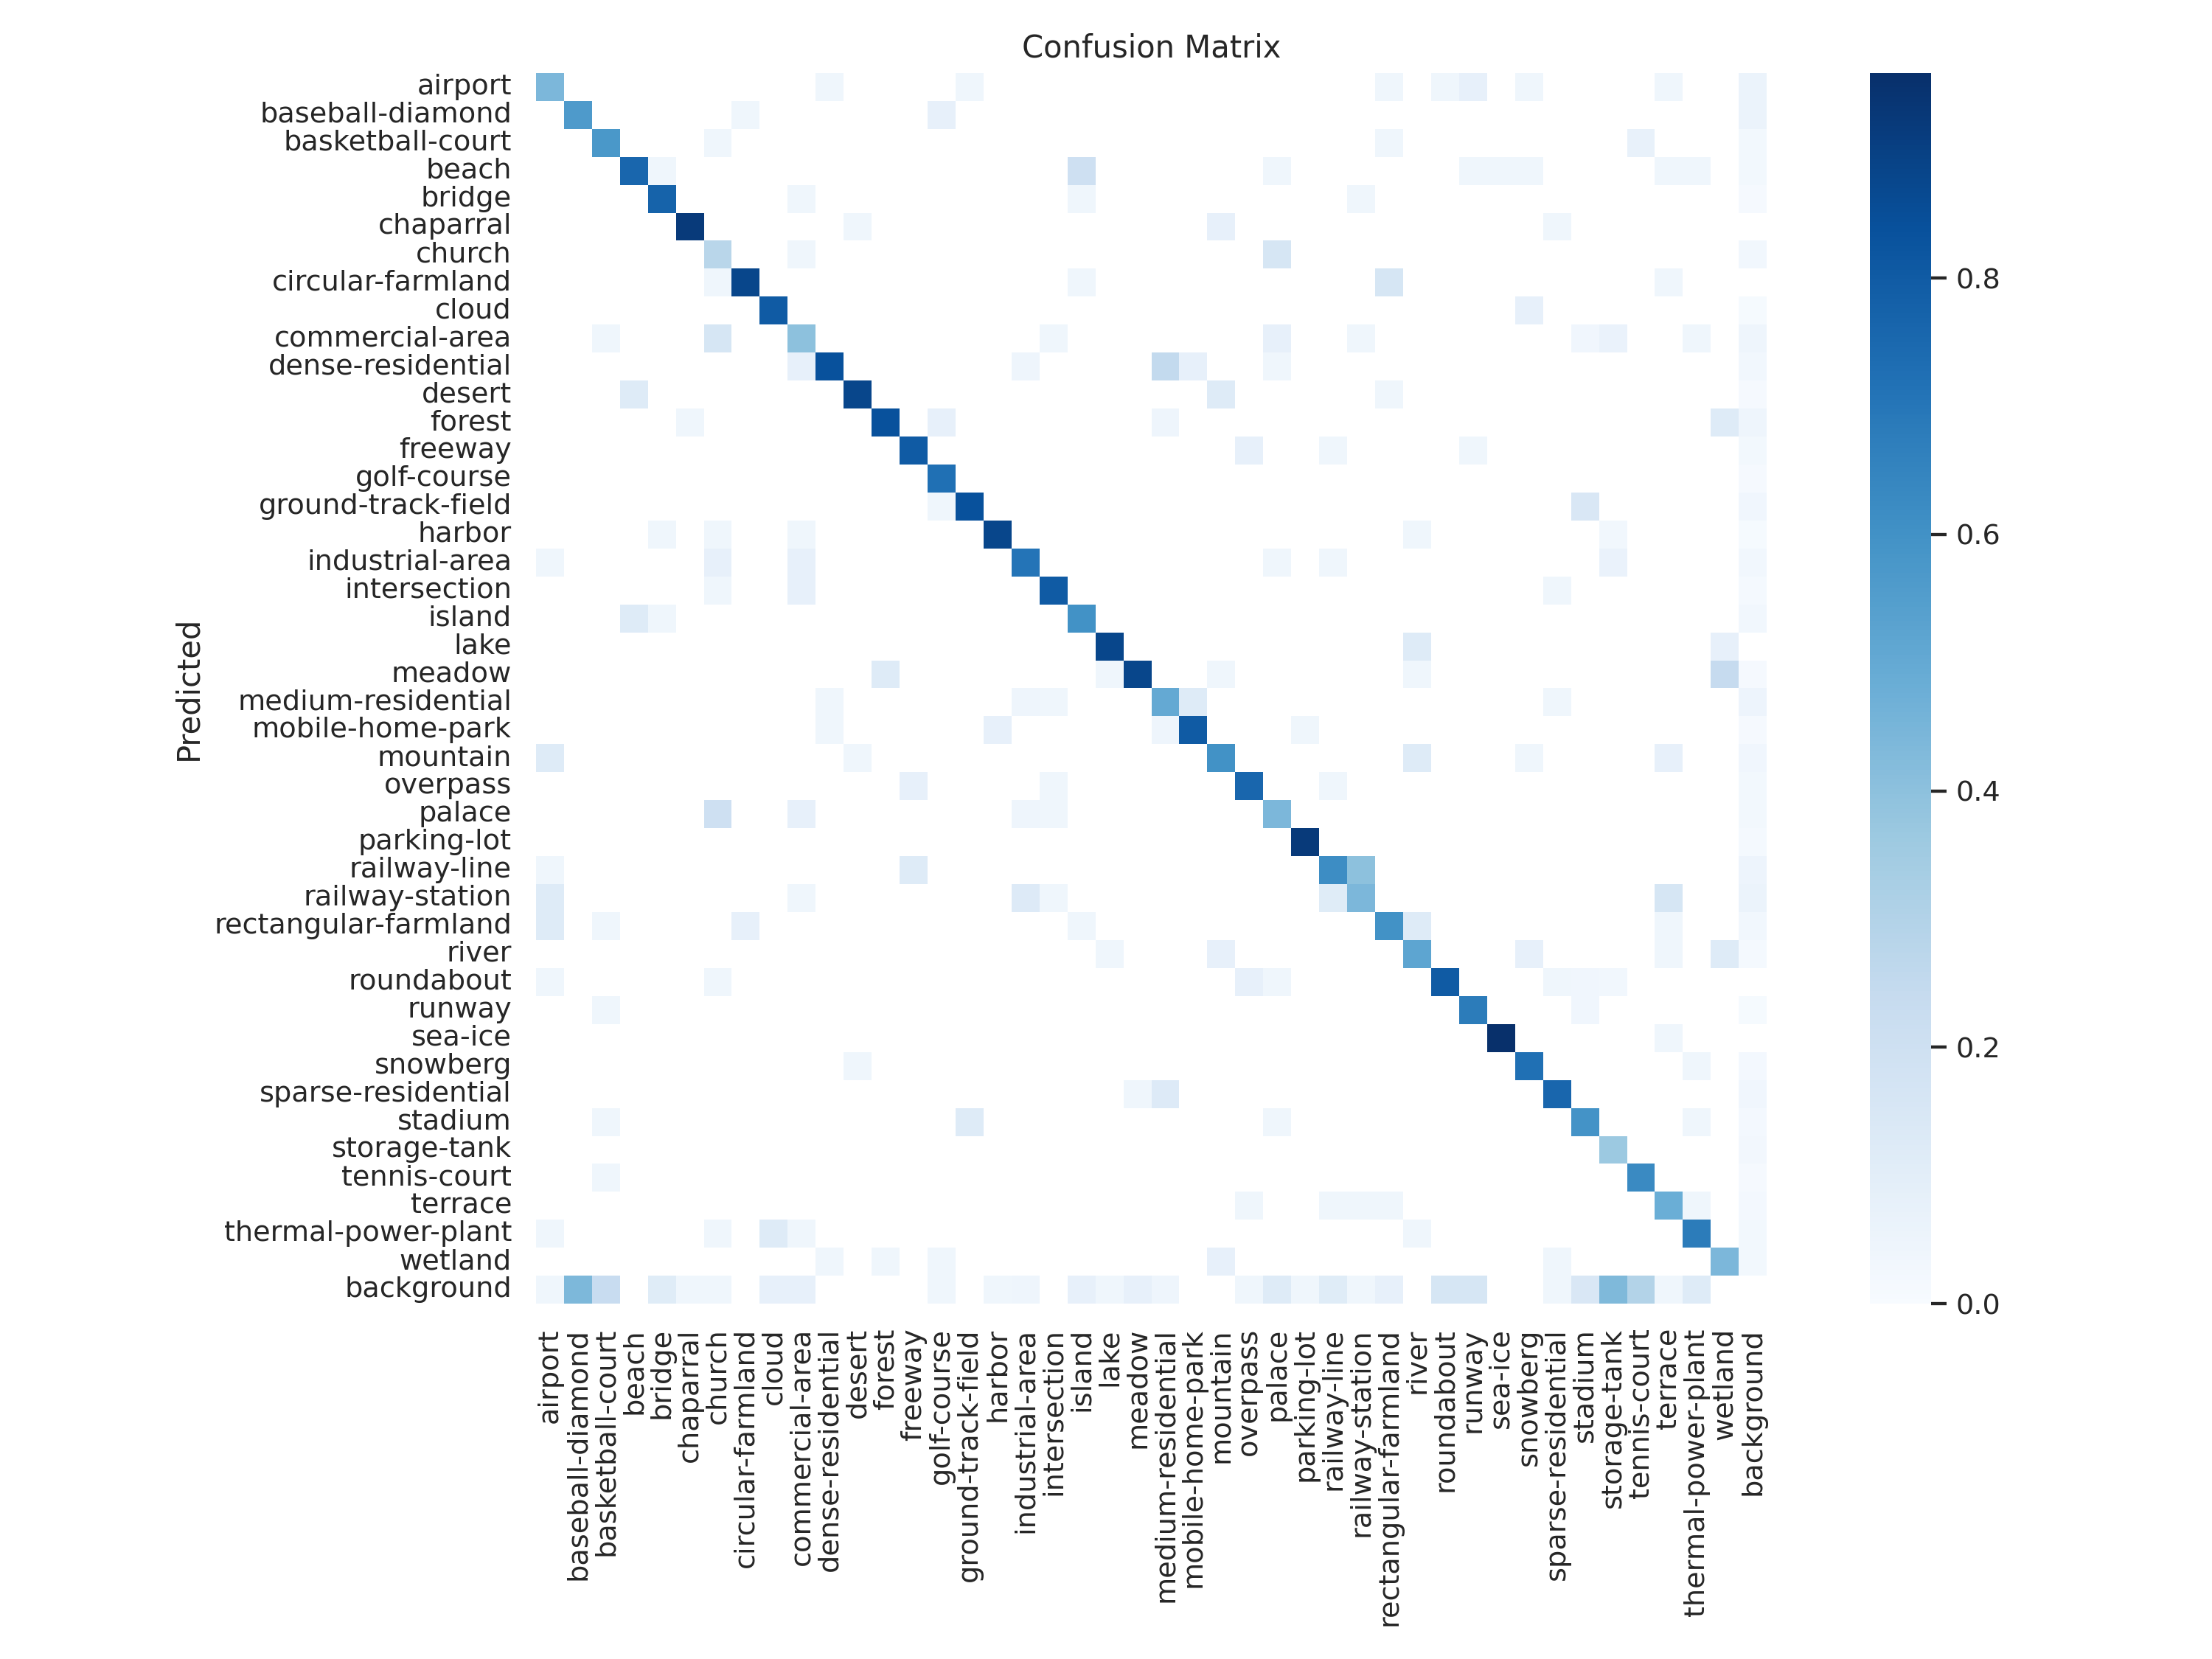 Confusion Matrix
airport
baseball-diamond
basketball-court
beach
bridge
chaparral
church
circular-farmland
cloud
commercial-area
dense-residential
desert
forest
freeway
golf-course
ground-track-field
harbor
industrial-area
intersection
island
lake
meadow
medium-residential
mobile-home-park
mountain
overpass
palace
parking-lot
railway-line
railway-station
rectangular-farmland
river
roundabout
runway
sea-ice
snowberg
sparse-residential
stadium
storage-tank
tennis-court
terrace
thermal-power-plant
wetland
background
Predicted
airport
baseball-diamond
basketball-court
beach
bridge
chaparral
church
circular-farmland
cloud
commercial-area
dense-residential
desert
forest
freeway
golf-course
ground-track-field
harbor
industrial-area
intersection
island
lake
meadow
medium-residential
mobile-home-park
mountain
overpass
palace
parking-lot
railway-line
railway-station
rectangular-farmland
river
roundabout
runway
sea-ice
snowberg
sparse-residential
stadium
storage-tank
tennis-court
terrace
thermal-power-plant
wetland
background
0.8
0.6
0.4
0.2
0.0